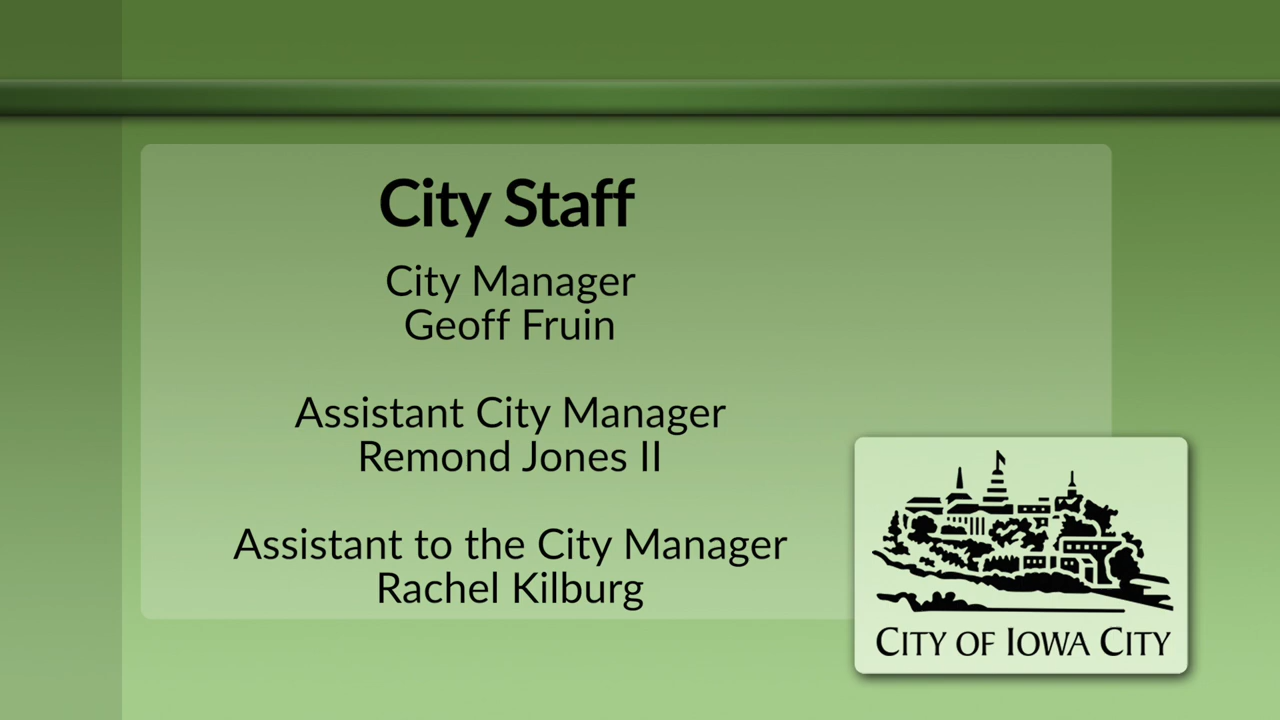 City Staff
City Manager
Geoff Fruin
Assistant City Manager
Remond Jones II
Assistant to the City Manager
Rachel Kilburg
CITY OF IOWA CITY